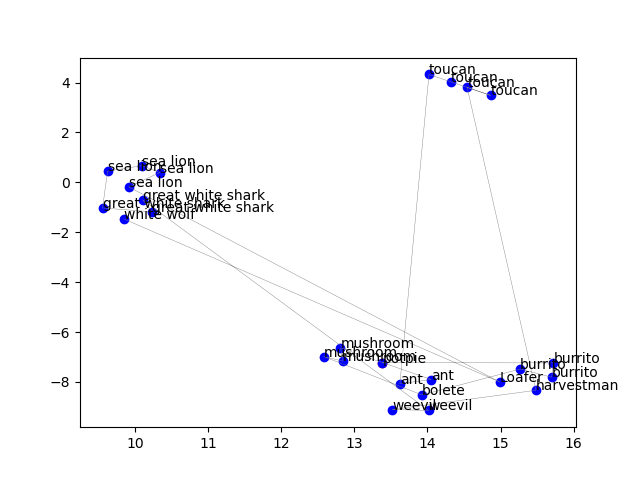 toucan
toucan
toucan
toucan
sea lion
sea lion
sea lion
sea lion
great white shark
great white shark
great white shark
white wolf
mushroom
mushroom
mushroom
potpie
burrito
burrito
burrito
Loafer
ant
ant
harvestman
bolete
weevil
weevil
4
2
0
−2
−4
−6
−8
10
11
12
13
14
15
16